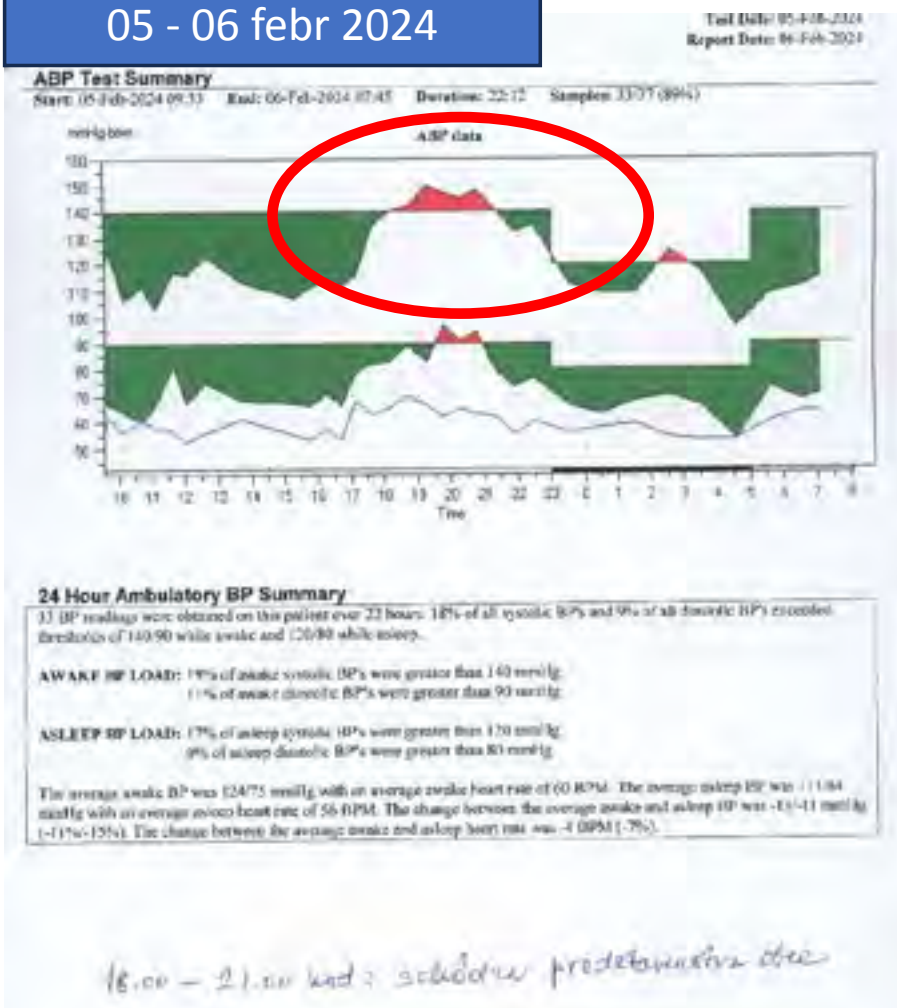 05 - 06 febr 2024
Test Date: 05-Feb-2024
Report Date: 06-Feb-2024
ABP Test Summary
Start: 05-Feb-2024 09:33 End: 06-Feb-2024 07:45 Duration: 22:12 Samples: 33/37 (89%)
mmHg/bpm
ABP data
150
140
130
120
110
100
90
80
70
60
50
10 11 12 13 14 15 16 17 18 19 20 21 22 23 0 1 2 3 4 5 6 7 8
Time
24 Hour Ambulatory BP Summary
33 BP readings were obtained on this patient over 22 hours. 18% of all systolic BP's and 9% of all diastolic BP's exceeded
thresholds of 140/90 while awake and 120/80 while asleep.
AWAKE BP LOAD: 19% of awake systolic BP's were greater than 140 mmHg.
11% of awake diastolic BP's were greater than 90 mmHg.
ASLEEP BP LOAD: 17% of asleep systolic BP's were greater than 120 mmHg.
0% of asleep diastolic BP's were greater than 80 mmHg.
The average awake BP was 124/75 mmHg with an average awake heart rate of 60 BPM. The average asleep BP was 111/64
mmHg with an average asleep heart rate of 56 BPM. The change between the average awake and asleep BP was -13/-11 mmHg
(-11%/-15%). The change between the average awake and asleep heart rate was -4 BPM (-7%).
18.00 - 21.00 hod : schôdza obce